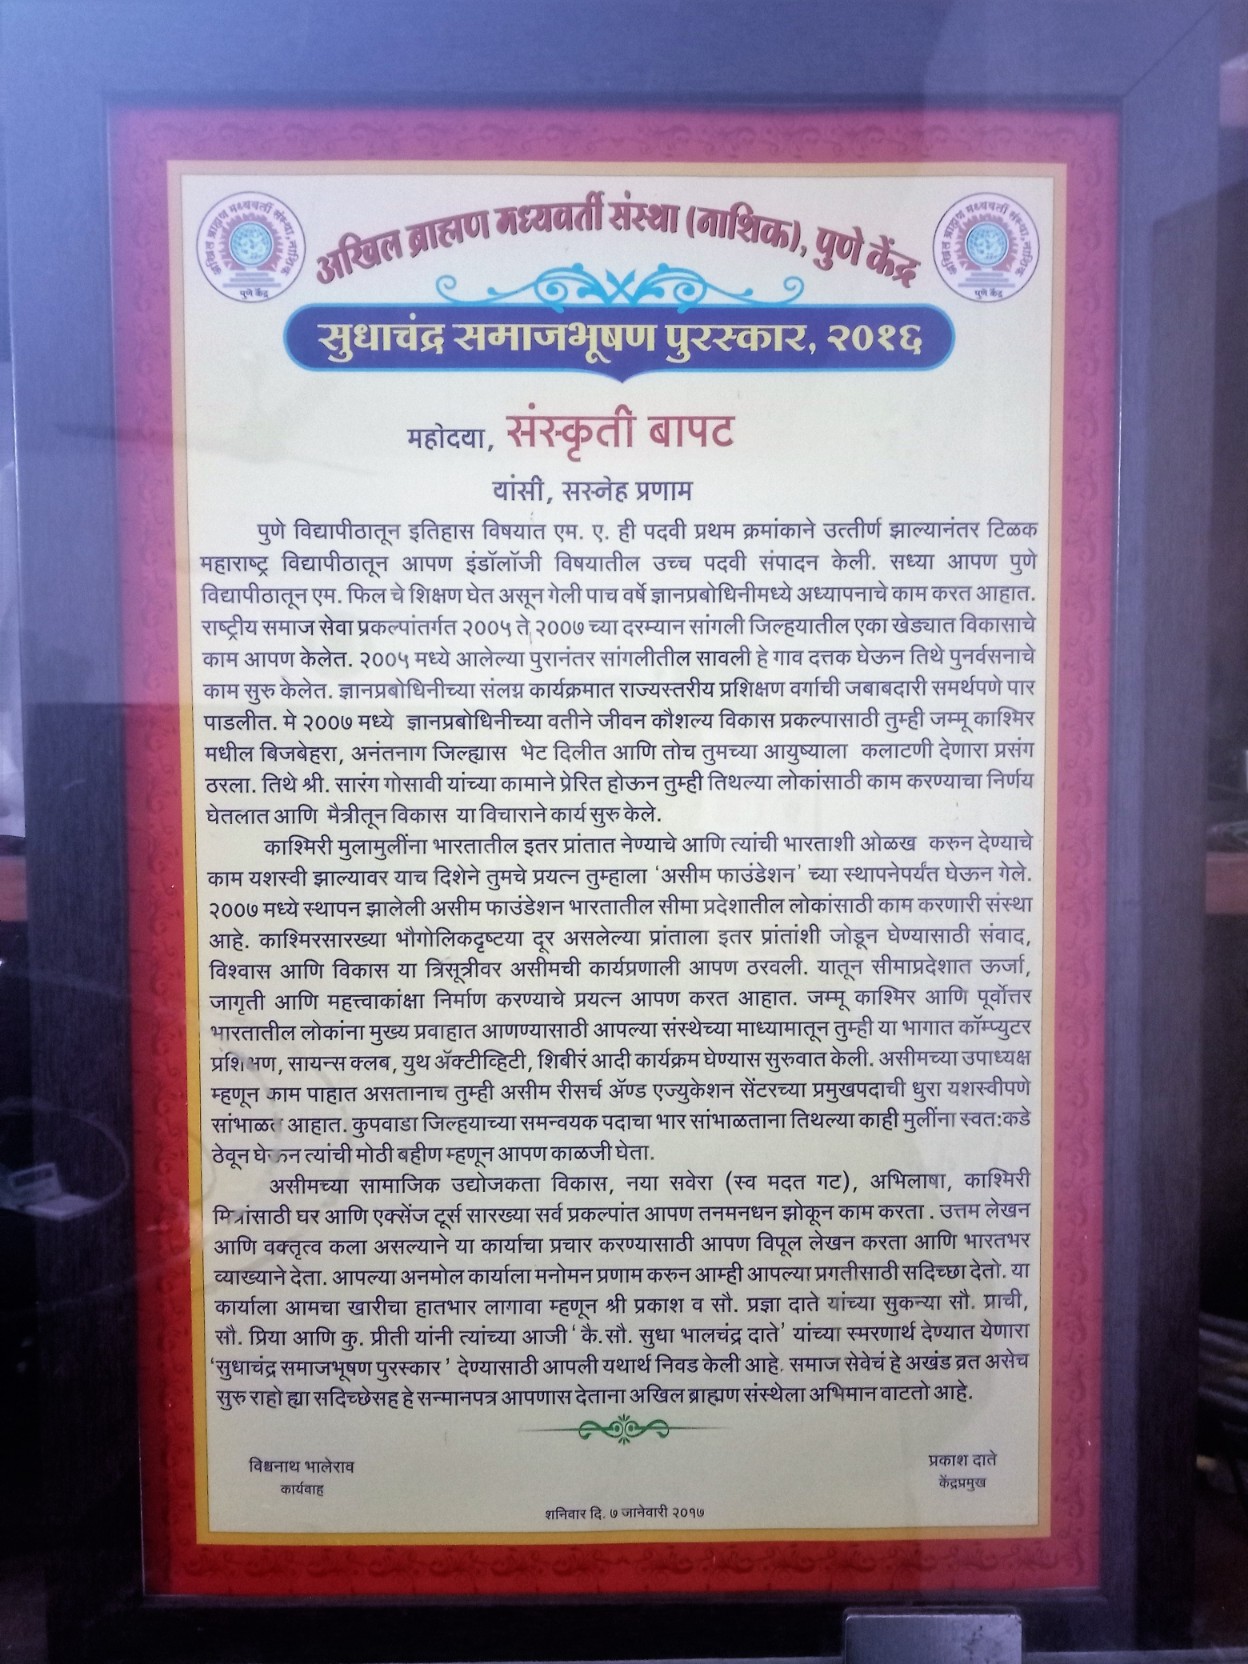 अखिल ब्राह्मण मध्यवर्ती संस्था (नाशिक), पुणे केंद्र
अखिल ब्राह्मण मध्यवर्ती संस्था, नाशिक
पुणे केंद्र
अखिल ब्राह्मण मध्यवर्ती संस्था, नाशिक
पुणे केंद्र
सुधाचंद्र समाजभूषण पुरस्कार, २०१६
महोदया, संस्कृती बापट
यांसी, सस्नेह प्रणाम
पुणे विद्यापीठातून इतिहास विषयात एम. ए. ही पदवी प्रथम क्रमांकाने उत्तीर्ण झाल्यानंतर टिळक
महाराष्ट्र विद्यापीठातून आपण इंडॉलॉजी विषयातील उच्च पदवी संपादन केली. सध्या आपण पुणे
विद्यापीठातून एम. फिल चे शिक्षण घेत असून गेली पाच वर्षे ज्ञानप्रबोधिनीमध्ये अध्यापनाचे काम करत आहात.
राष्ट्रीय समाज सेवा प्रकल्पांतर्गत २००५ ते २००७ च्या दरम्यान सांगली जिल्हयातील एका खेड्यात विकासाचे
काम आपण केलेत. २००५ मध्ये आलेल्या पुरानंतर सांगलीतील सावली हे गाव दत्तक घेऊन तिथे पुनर्वसनाचे
काम सुरु केलेत. ज्ञानप्रबोधिनीच्या संलग्न कार्यक्रमात राज्यस्तरीय प्रशिक्षण वर्गाची जबाबदारी समर्थपणे पार
पाडलीत. मे २००७ मध्ये ज्ञानप्रबोधिनीच्या वतीने जीवन कौशल्य विकास प्रकल्पासाठी तुम्ही जम्मू काश्मिर
मधील बिजबेहरा, अनंतनाग जिल्ह्यास भेट दिलीत आणि तोच तुमच्या आयुष्याला कलाटणी देणारा प्रसंग
ठरला. तिथे श्री. सारंग गोसावी यांच्या कामाने प्रेरित होऊन तुम्ही तिथल्या लोकांसाठी काम करण्याचा निर्णय
घेतलात आणि मैत्रीतून विकास या विचाराने कार्य सुरु केले.
काश्मिरी मुलामुलींना भारतातील इतर प्रांतात नेण्याचे आणि त्यांची भारताशी ओळख करुन देण्याचे
काम यशस्वी झाल्यावर याच दिशेने तुमचे प्रयत्न तुम्हाला 'असीम फाउंडेशन' च्या स्थापनेपर्यंत घेऊन गेले.
२००७ मध्ये स्थापन झालेली असीम फाउंडेशन भारतातील सीमा प्रदेशातील लोकांसाठी काम करणारी संस्था
आहे. काश्मिरसारख्या भौगोलिकदृष्टया दूर असलेल्या प्रांताला इतर प्रांतांशी जोडून घेण्यासाठी संवाद,
विश्वास आणि विकास या त्रिसूत्रीवर असीमची कार्यप्रणाली आपण ठरवली. यातून सीमाप्रदेशात ऊर्जा,
जागृती आणि महत्त्वाकांक्षा निर्माण करण्याचे प्रयत्न आपण करत आहात. जम्मू काश्मिर आणि पूर्वोत्तर
भारतातील लोकांना मुख्य प्रवाहात आणण्यासाठी आपल्या संस्थेच्या माध्यामातून तुम्ही या भागात कॉम्प्युटर
प्रशिक्षण, सायन्स क्लब, युथ ॲक्टीव्हिटी, शिबीरं आदी कार्यक्रम घेण्यास सुरुवात केली. असीमच्या उपाध्यक्ष
म्हणून काम पाहात असतानाच तुम्ही असीम रीसर्च ॲण्ड एज्युकेशन सेंटरच्या प्रमुखपदाची धुरा यशस्वीपणे
सांभाळत आहात. कुपवाडा जिल्हयाच्या समन्वयक पदाचा भार सांभाळताना तिथल्या काही मुलींना स्वत:कडे
ठेवून घेऊन त्यांची मोठी बहीण म्हणून आपण काळजी घेता.
असीमच्या सामाजिक उद्योजकता विकास, नया सवेरा (स्व मदत गट), अभिलाषा, काश्मिरी
मित्रांसाठी घर आणि एक्सेंज टूर्स सारख्या सर्व प्रकल्पांत आपण तनमनधन झोकून काम करता . उत्तम लेखन
आणि वक्तृत्व कला असल्याने या कार्याचा प्रचार करण्यासाठी आपण विपूल लेखन करता आणि भारतभर
व्याख्याने देता. आपल्या अनमोल कार्याला मनोमन प्रणाम करुन आम्ही आपल्या प्रगतीसाठी सदिच्छा देतो. या
कार्याला आमचा खारीचा हातभार लागावा म्हणून श्री प्रकाश व सौ. प्रज्ञा दाते यांच्या सुकन्या सौ. प्राची,
सौ. प्रिया आणि कु. प्रीती यांनी त्यांच्या आजी ' कै. सौ. सुधा भालचंद्र दाते' यांच्या स्मरणार्थ देण्यात येणारा
'सुधाचंद्र समाजभूषण पुरस्कार ' देण्यासाठी आपली यथार्थ निवड केली आहे. समाज सेवेचं हे अखंड व्रत असेच
सुरु राहो ह्या सदिच्छेसह हे सन्मानपत्र आपणास देताना अखिल ब्राह्मण संस्थेला अभिमान वाटतो आहे.
विश्वनाथ भालेराव
कार्यवाह
प्रकाश दाते
केंद्रप्रमुख
शनिवार दि. ७ जानेवारी २०१७